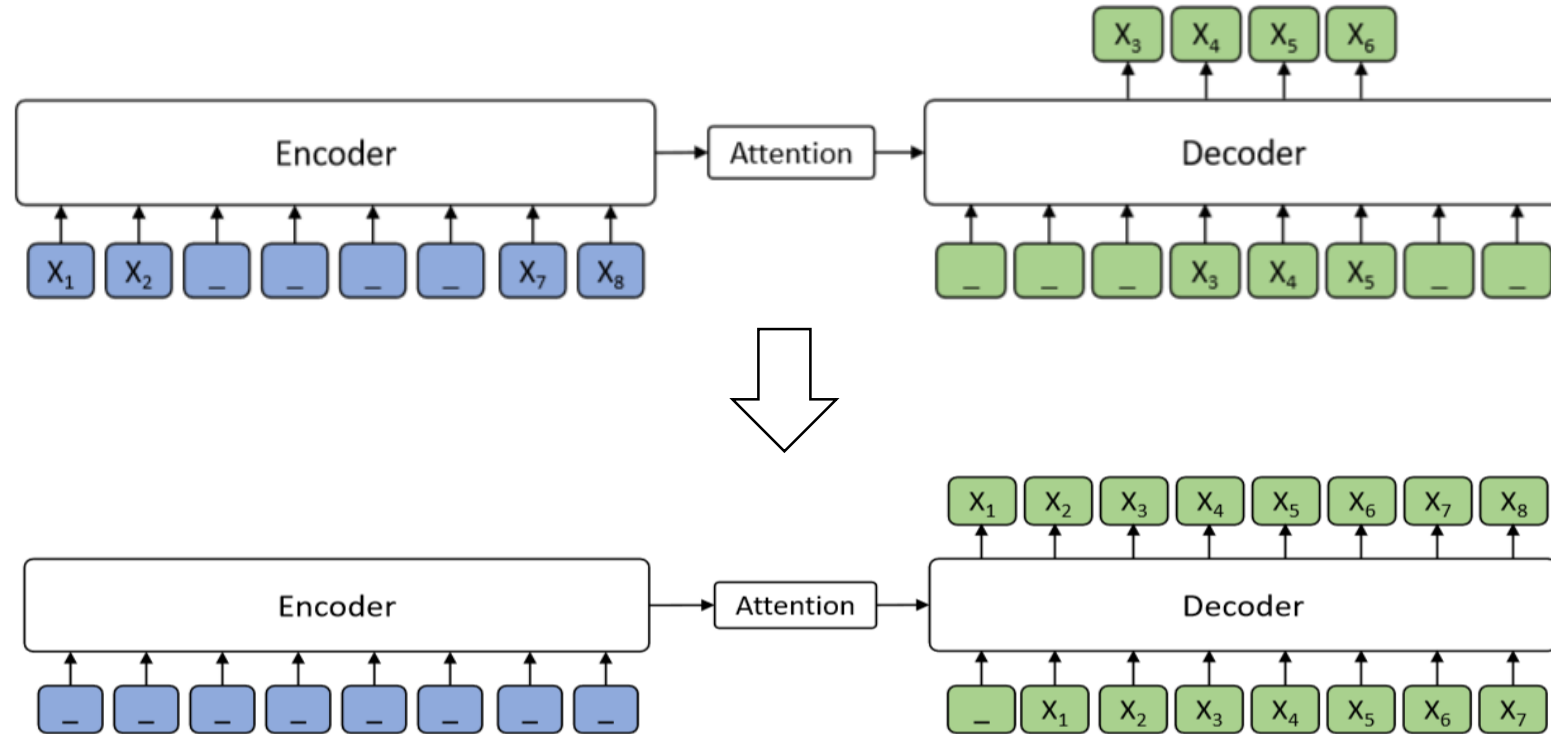 X₃ X₄ X₅ X₆
Encoder Attention Decoder
X₁ X₂ _ _ _ _ X₇ X₈ _ _ _ X₃ X₄ X₅ _ _
X₁ X₂ X₃ X₄ X₅ X₆ X₇ X₈
Encoder Attention Decoder
_ _ _ _ _ _ _ _ _ X₁ X₂ X₃ X₄ X₅ X₆ X₇